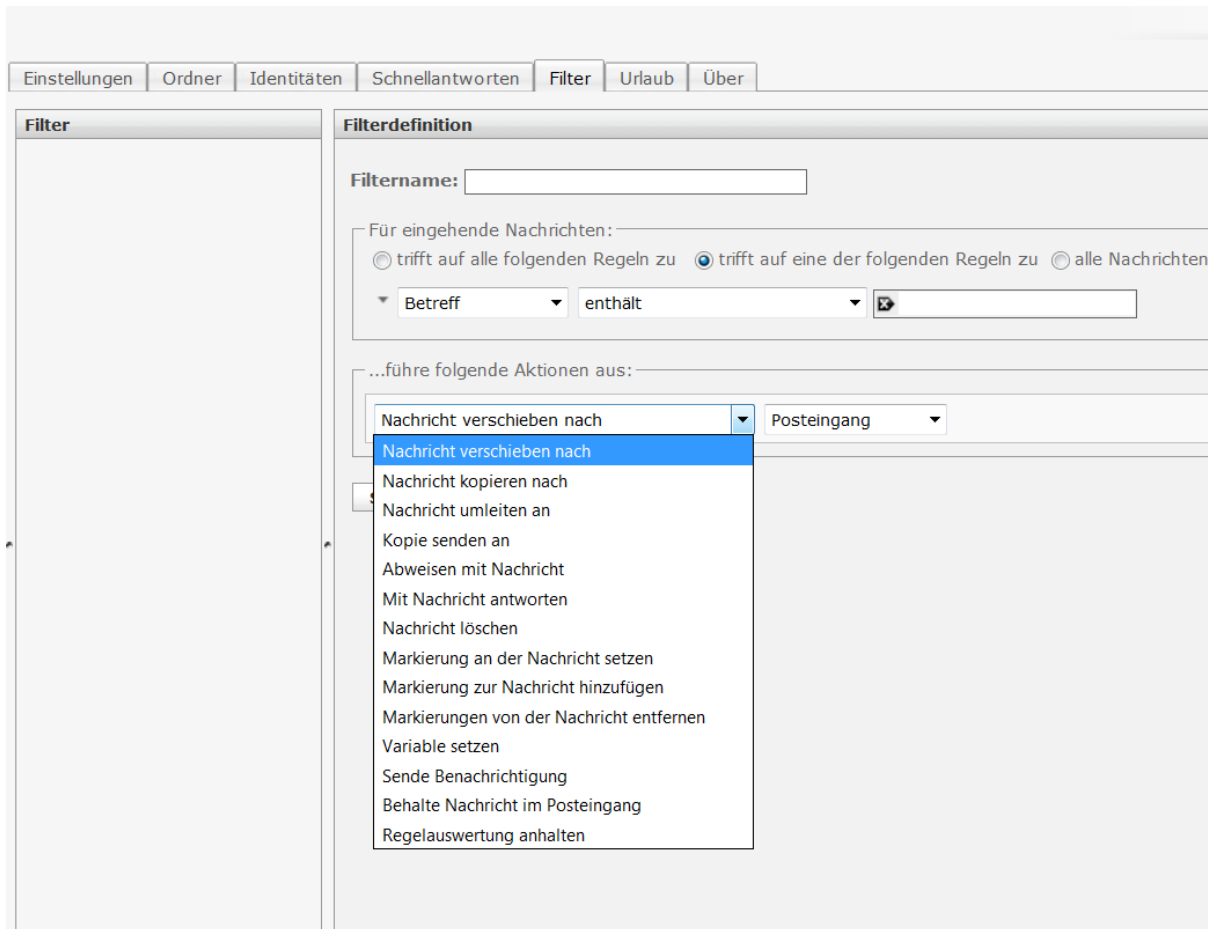 Einstellungen Ordner Identitäten Schnellantworten Filter Urlaub Über
Filter
Filterdefinition
Filtername:
Für eingehende Nachrichten:
trifft auf alle folgenden Regeln zu trifft auf eine der folgenden Regeln zu alle Nachrichten
Betreff enthält
...führe folgende Aktionen aus:
Nachricht verschieben nach Posteingang
Nachricht verschieben nach
Nachricht kopieren nach
Nachricht umleiten an
Kopie senden an
Abweisen mit Nachricht
Mit Nachricht antworten
Nachricht löschen
Markierung an der Nachricht setzen
Markierung zur Nachricht hinzufügen
Markierungen von der Nachricht entfernen
Variable setzen
Sende Benachrichtigung
Behalte Nachricht im Posteingang
Regelauswertung anhalten